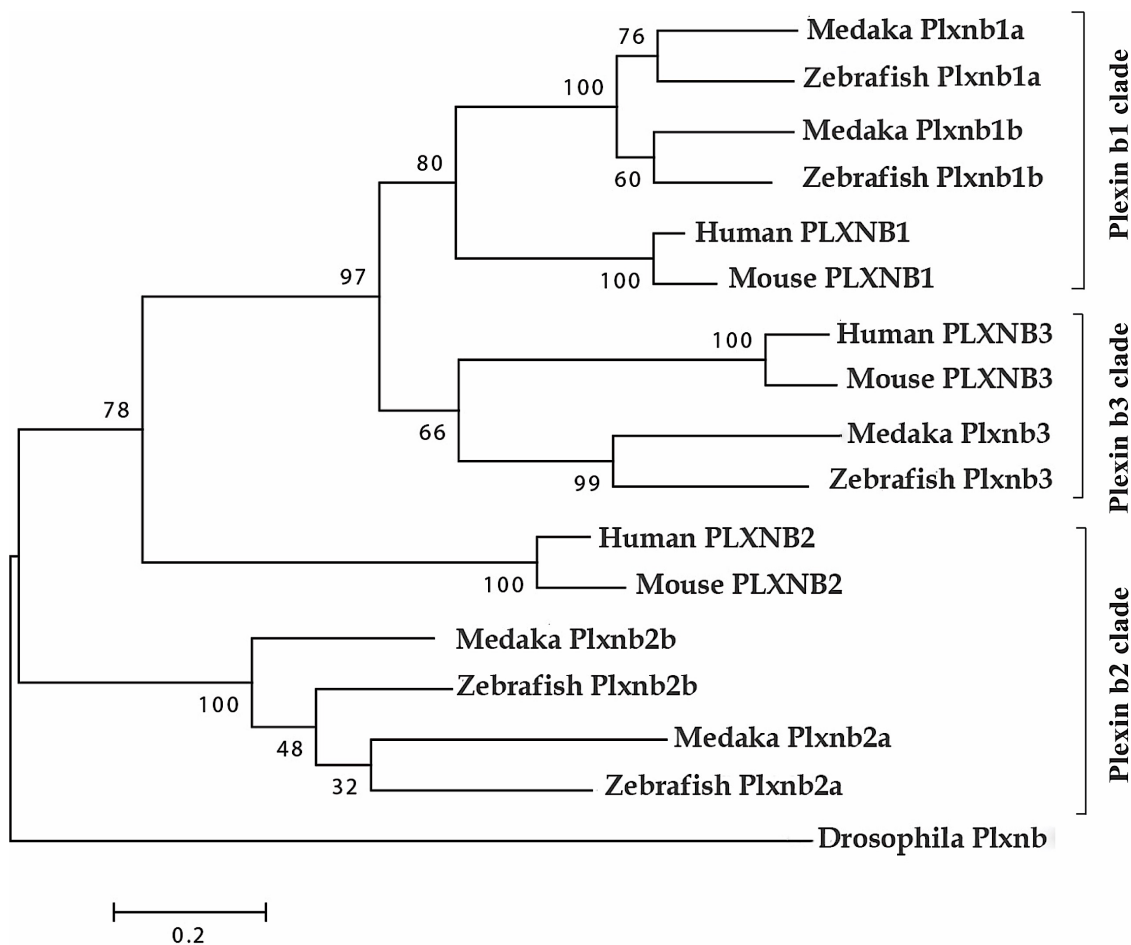 76
Medaka Plxnb1a
Zebrafish Plxnb1a
100
Medaka Plxnb1b
60
Zebrafish Plxnb1b
80
Human PLXNB1
100
Mouse PLXNB1
Plexin b1 clade
97
Human PLXNB3
100
Mouse PLXNB3
66
Medaka Plxnb3
99
Zebrafish Plxnb3
Plexin b3 clade
78
Human PLXNB2
100
Mouse PLXNB2
Medaka Plxnb2b
100
Zebrafish Plxnb2b
48
Medaka Plxnb2a
32
Zebrafish Plxnb2a
Plexin b2 clade
Drosophila Plxnb
0.2